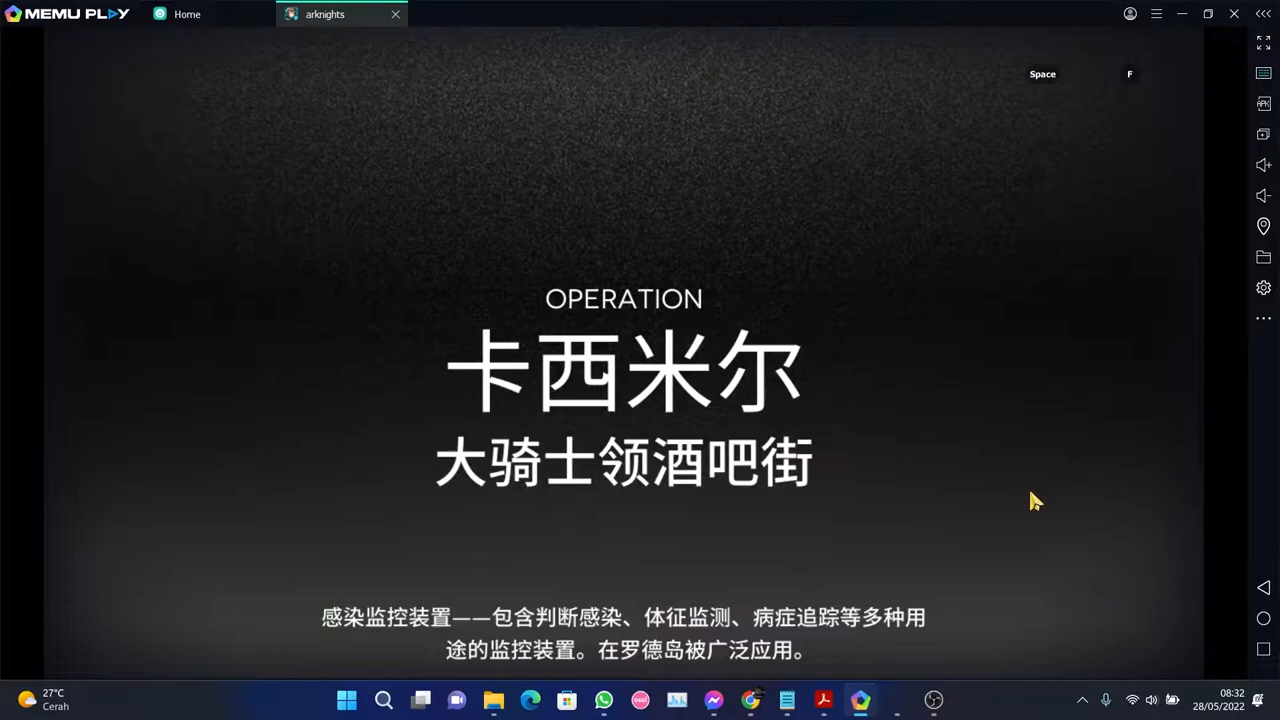 MEMU PLAY
Home
arknights
Space
F
APK
OPERATION
卡西米尔
大骑士领酒吧街
感染监控装置——包含判断感染、体征监测、病症追踪等多种用
途的监控装置。在罗德岛被广泛应用。
27°C
Cerah
08:32
28/05/2022